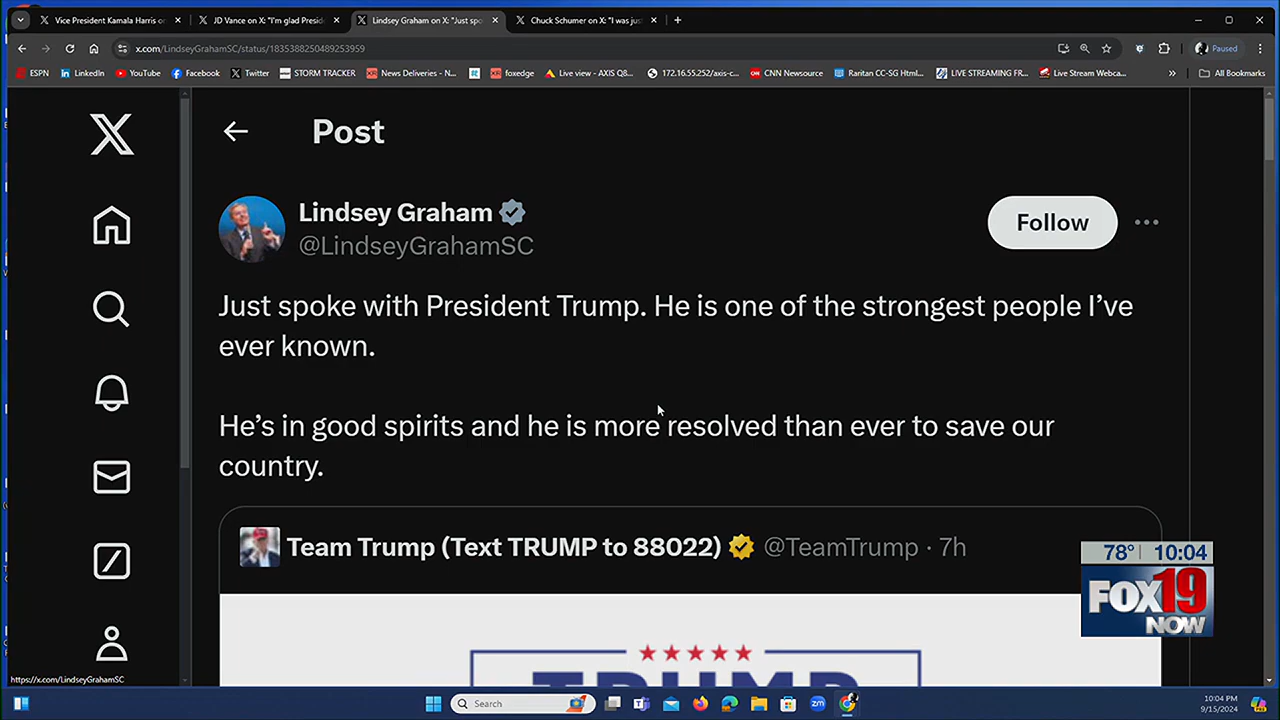 Vice President Kamala Harris o
JD Vance on X: "I'm glad Presid
Lindsey Graham on X: "Just spo
Chuck Schumer on X: "I was jus
x.com/LindseyGrahamSC/status/1835388250489253959
Paused
ESPN
LinkedIn
YouTube
Facebook
Twitter
STORM TRACKER
News Deliveries - N...
foxedge
Live view - AXIS Q8...
172.16.55.252/axis-c...
CNN Newsource
Raritan CC-SG Html...
LIVE STREAMING FR...
Live Stream Webca...
»
All Bookmarks
Post
Lindsey Graham
@LindseyGrahamSC
Follow
Just spoke with President Trump. He is one of the strongest people I've
ever known.
He's in good spirits and he is more resolved than ever to save our
country.
Team Trump (Text TRUMP to 88022) @TeamTrump · 7h
TRUMP
78° 10:04
FOX19
NOW
https://x.com/LindseyGrahamSC
Search
10:04 PM
9/15/2024